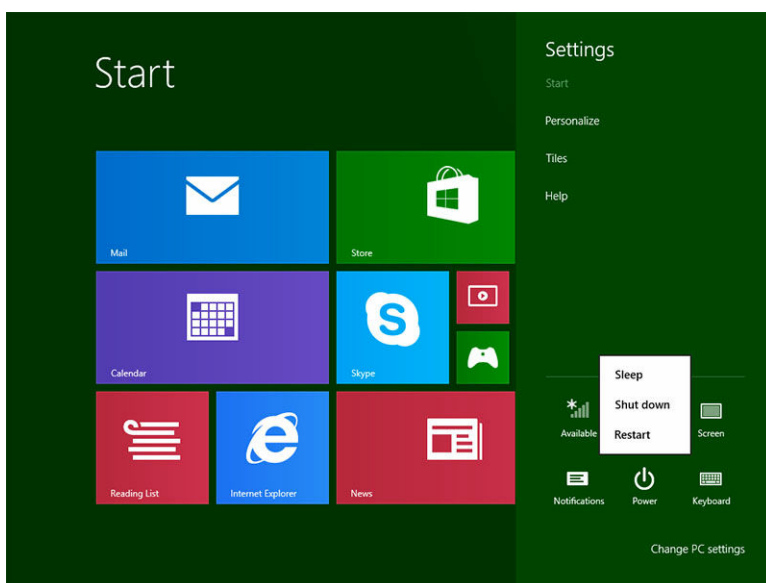 Start
Mail
Store
Calendar
S
Skype
Reading List
Internet Explorer
News
Settings
Start
Personalize
Tiles
Help
Sleep
Shut down
Restart
Available
Screen
Notifications
Power
Keyboard
Change PC settings